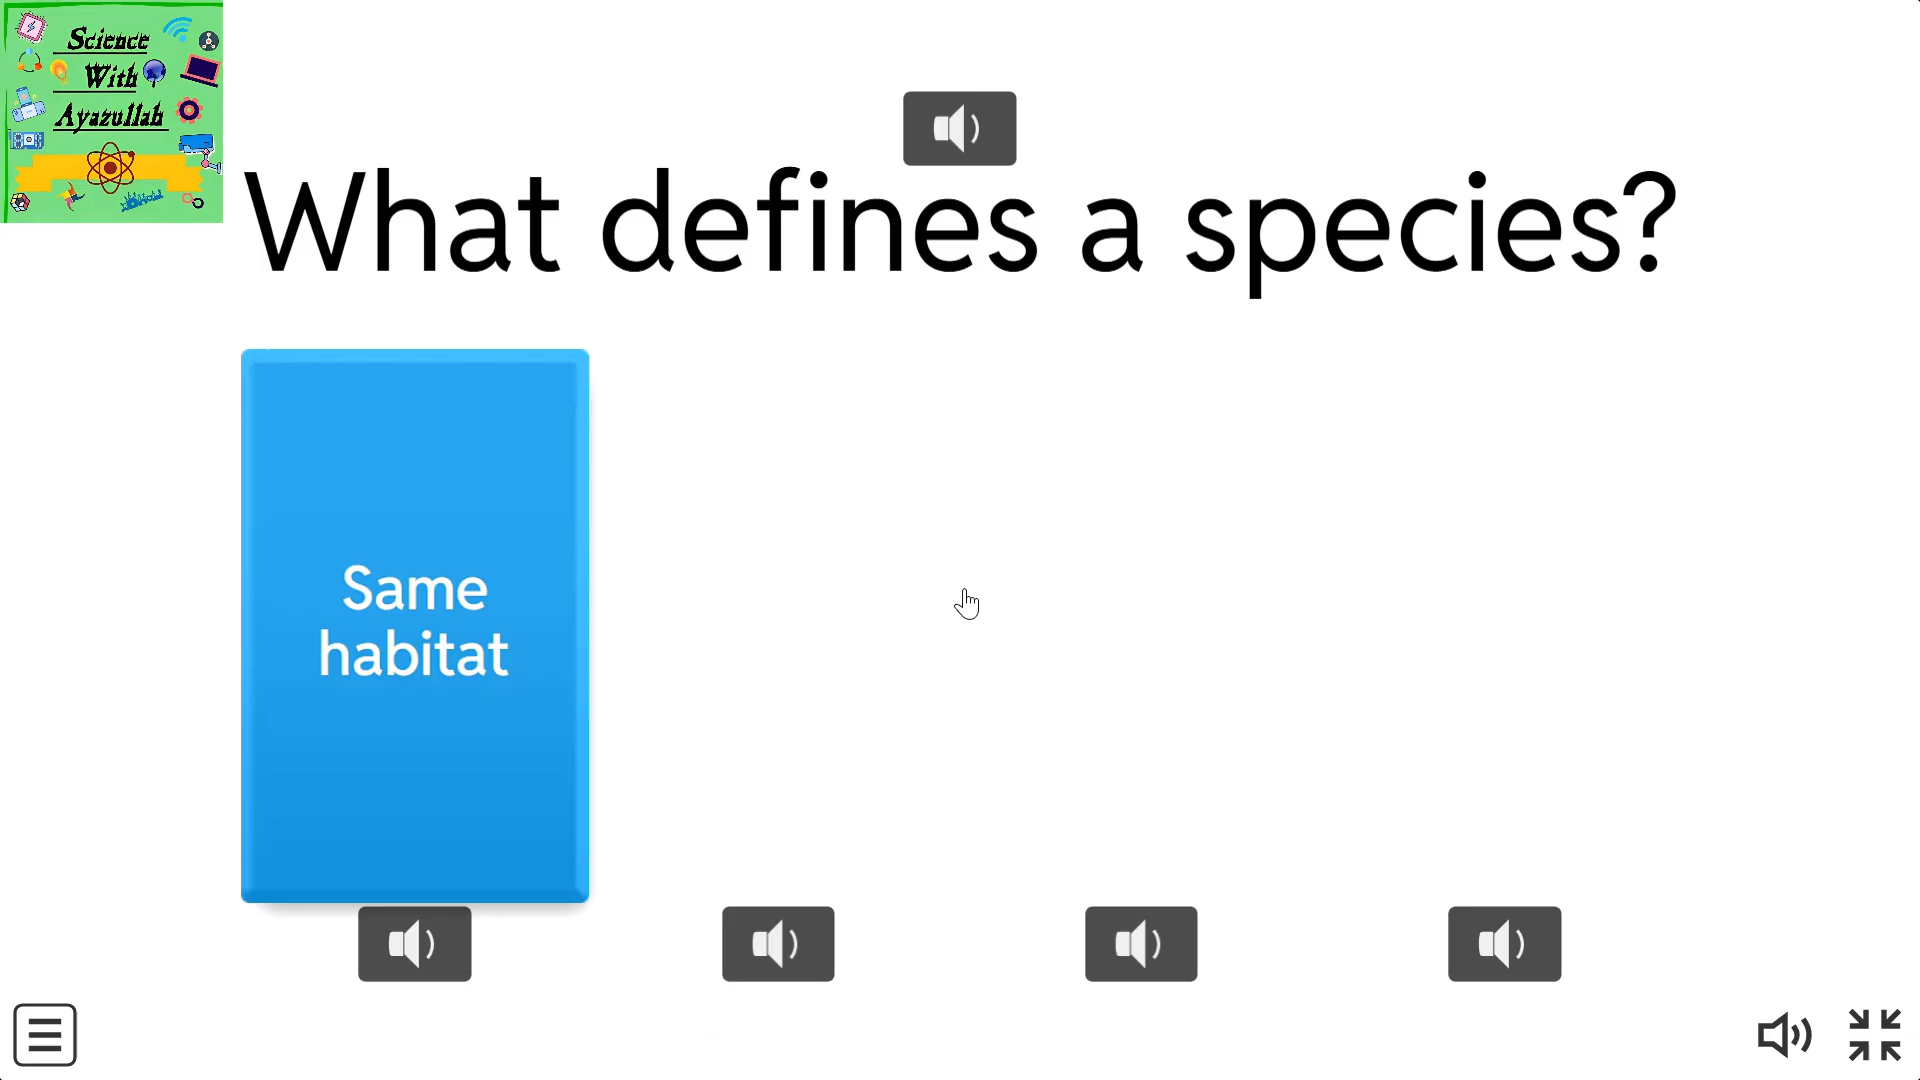 Science
With
Ayazullah
What defines a species?
Same
habitat